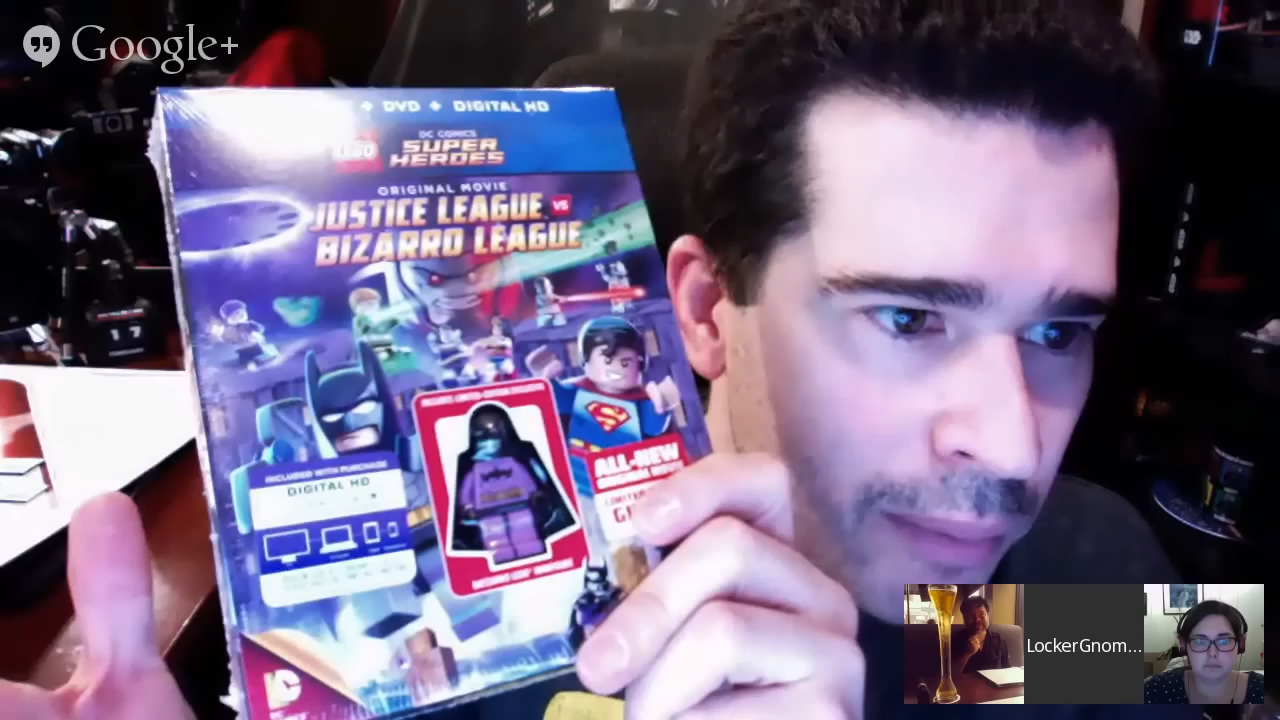 Google+
+ DVD + DIGITAL HD
LEGO
DC COMICS
SUPER
HEROES
ORIGINAL MOVIE
JUSTICE LEAGUE VS
BIZARRO LEAGUE
INCLUDED WITH PURCHASE
DIGITAL HD
ALL-NEW
17
LockerGnom...